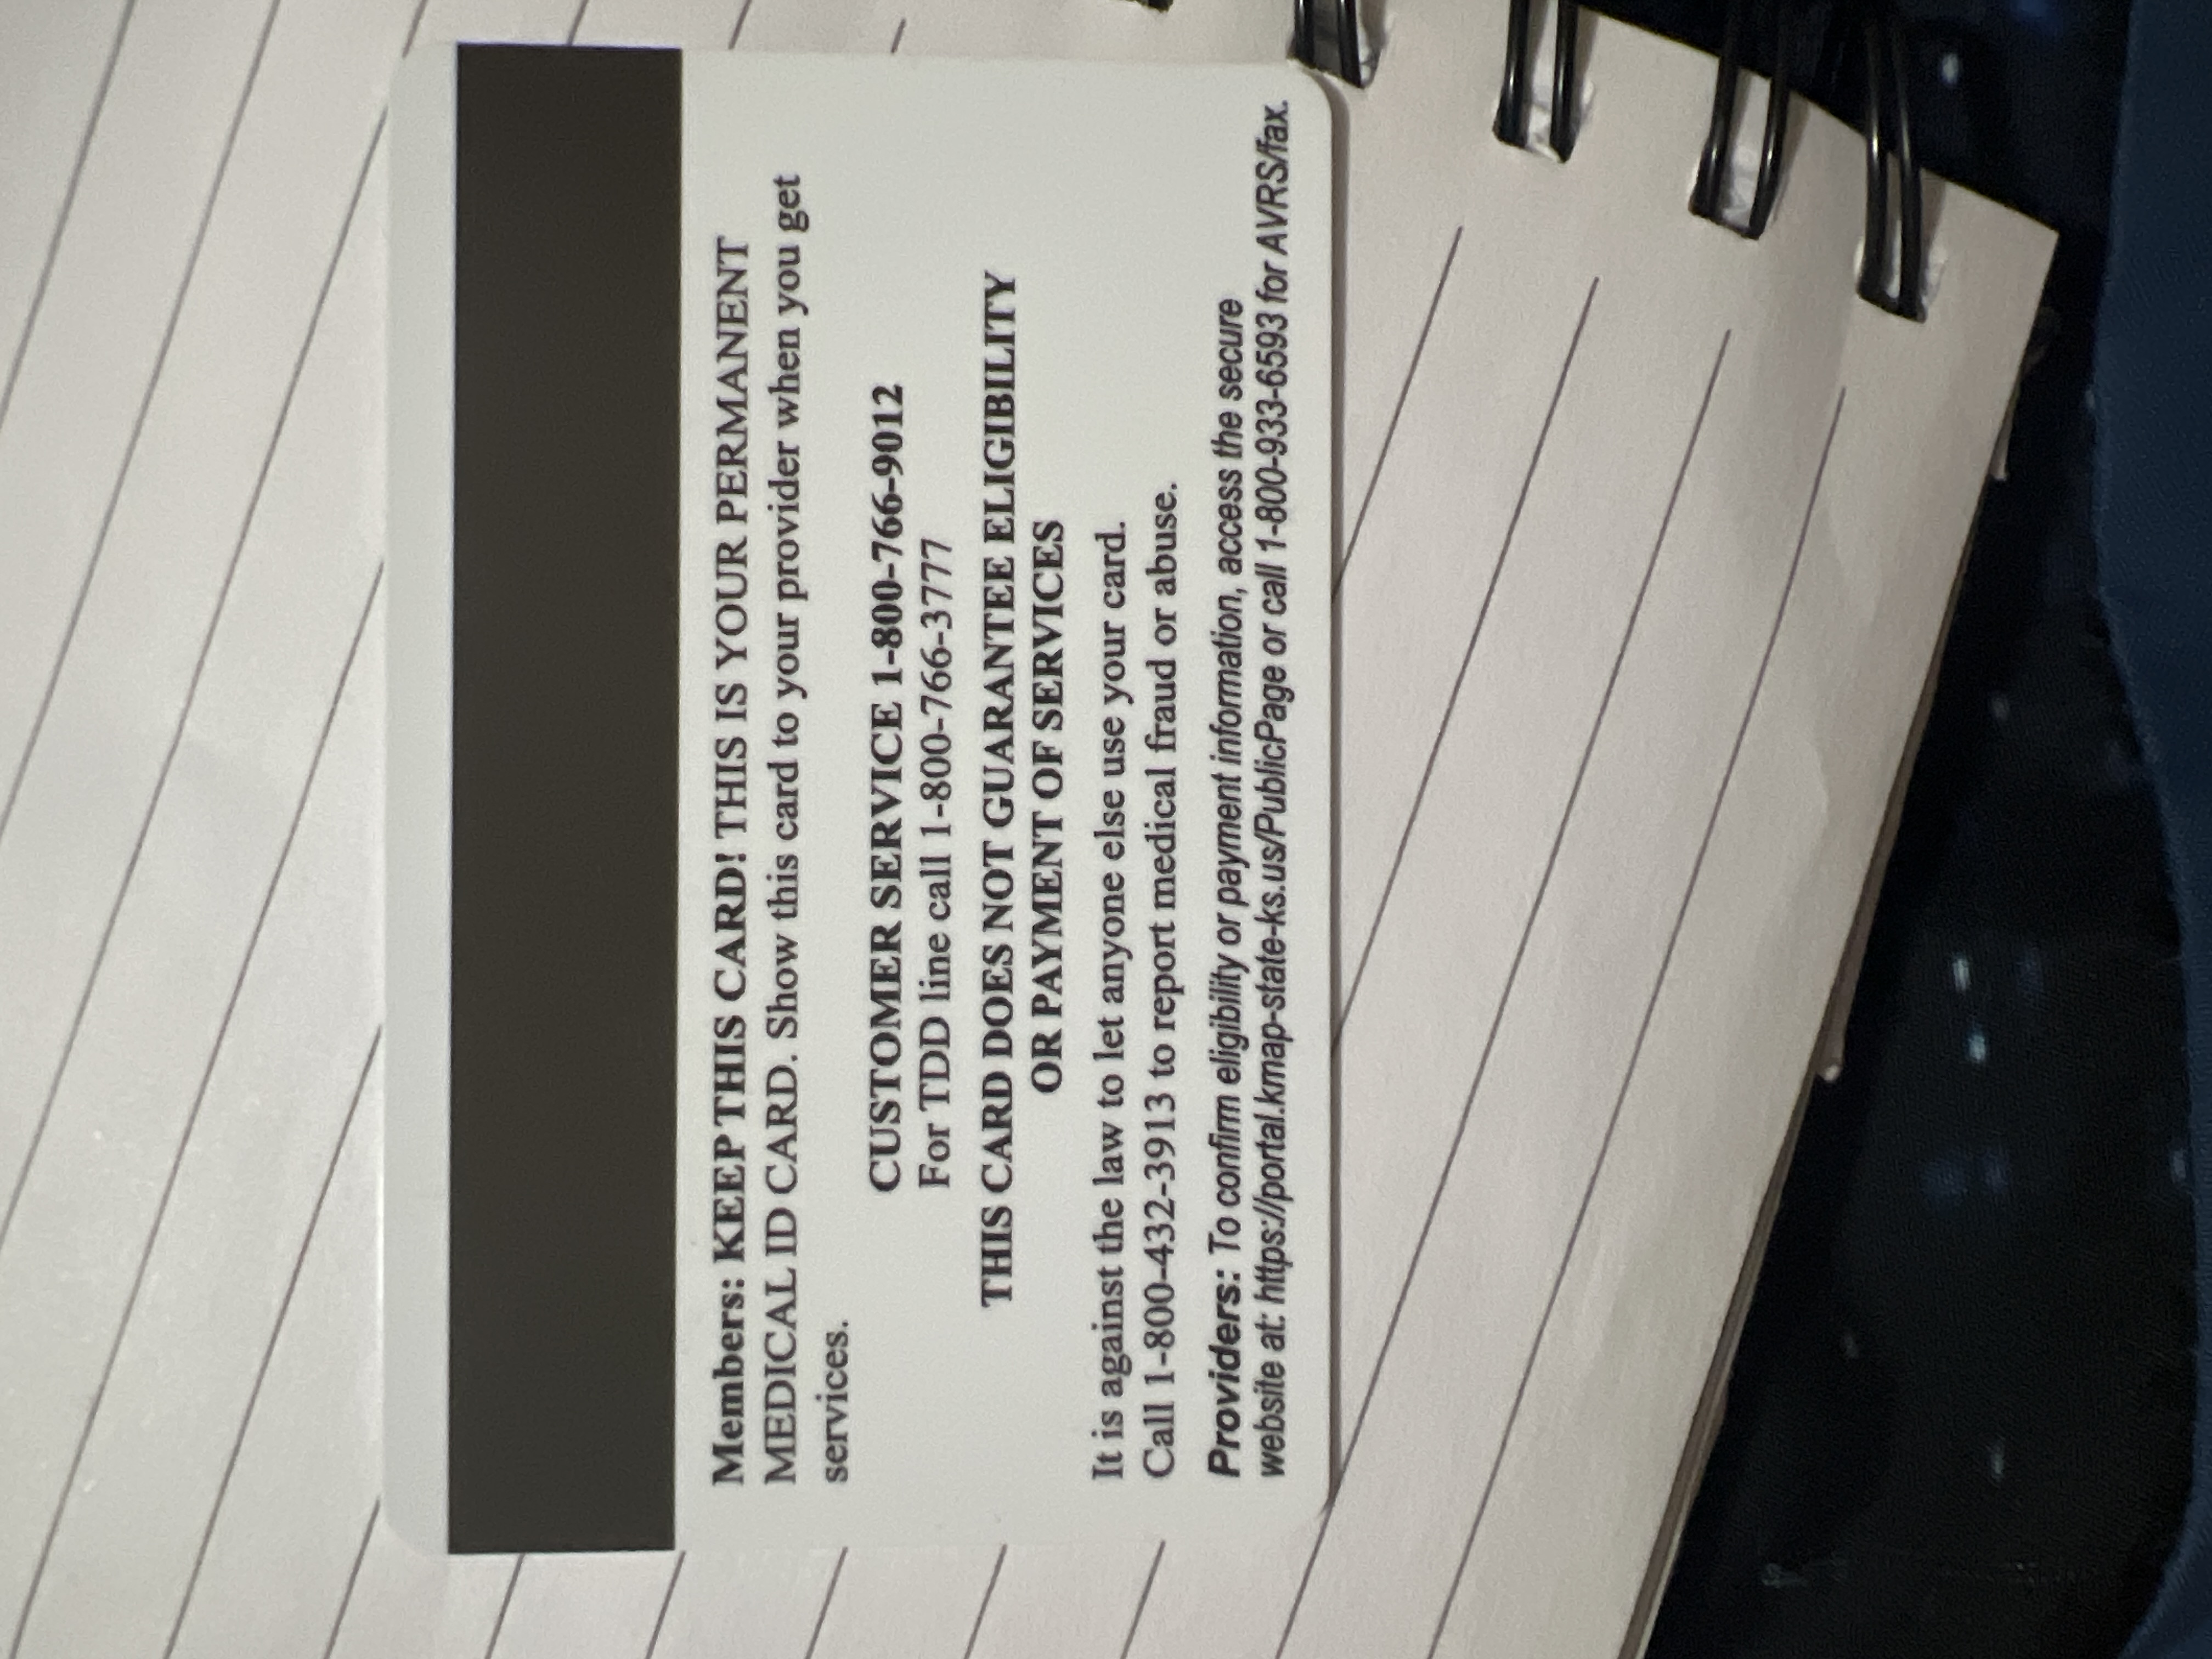 Members: KEEP THIS CARD! THIS IS YOUR PERMANENT
MEDICAL ID CARD. Show this card to your provider when you get
services.
CUSTOMER SERVICE 1-800-766-9012
For TDD line call 1-800-766-3777
THIS CARD DOES NOT GUARANTEE ELIGIBILITY
OR PAYMENT OF SERVICES
It is against the law to let anyone else use your card.
Call 1-800-432-3913 to report medical fraud or abuse.
Providers: To confirm eligibility or payment information, access the secure
website at: https://portal.kmap-state-ks.us/PublicPage or call 1-800-933-6593 for AVRS/fax.